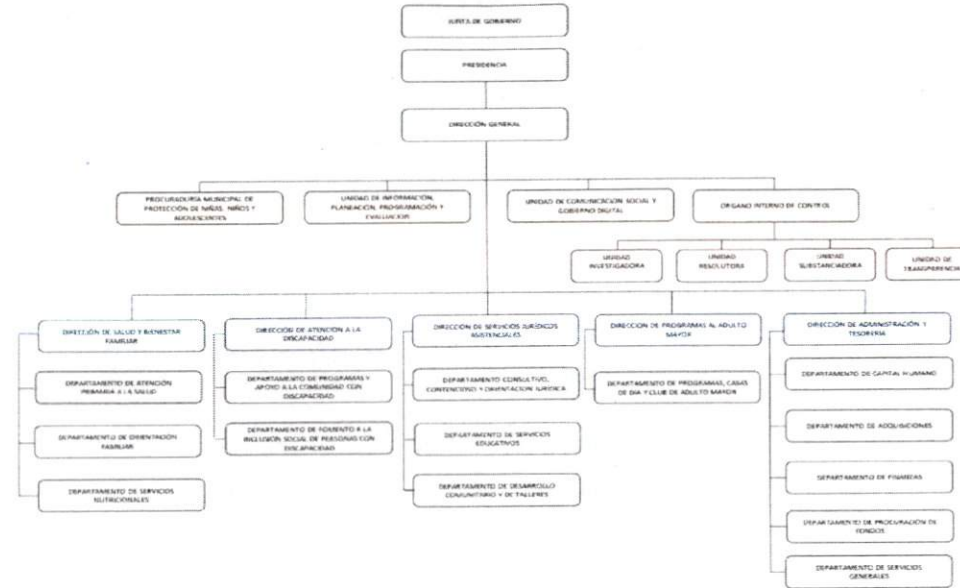 JUNTA DE GOBIERNO
PRESIDENCIA
DIRECCIÓN GENERAL
PROCURADURÍA MUNICIPAL DE
PROTECCIÓN DE NIÑAS, NIÑOS Y
ADOLESCENTES
UNIDAD DE INFORMACIÓN,
PLANEACIÓN, PROGRAMACIÓN Y
EVALUACIÓN
UNIDAD DE COMUNICACIÓN SOCIAL Y
GOBIERNO DIGITAL
ÓRGANO INTERNO DE CONTROL
UNIDAD
INVESTIGADORA
UNIDAD
RESOLUTORA
UNIDAD
SUBSTANCIADORA
UNIDAD DE
TRANSPARENCIA
DIRECCIÓN DE SALUD Y BIENESTAR
FAMILIAR
DEPARTAMENTO DE ATENCIÓN
PRIMARIA A LA SALUD
DEPARTAMENTO DE ORIENTACIÓN
FAMILIAR
DEPARTAMENTO DE SERVICIOS
NUTRICIONALES
DIRECCIÓN DE ATENCIÓN A LA
DISCAPACIDAD
DEPARTAMENTO DE PROGRAMAS Y
APOYO A LA COMUNIDAD CON
DISCAPACIDAD
DEPARTAMENTO DE FOMENTO A LA
INCLUSIÓN SOCIAL DE PERSONAS CON
DISCAPACIDAD
DIRECCIÓN DE SERVICIOS JURÍDICOS
ASISTENCIALES
DEPARTAMENTO CONSULTIVO,
CONTENCIOSO Y ORIENTACIÓN JURÍDICA
DEPARTAMENTO DE SERVICIOS
EDUCATIVOS
DEPARTAMENTO DE DESARROLLO
COMUNITARIO Y DE TALLERES
DIRECCIÓN DE PROGRAMAS AL ADULTO
MAYOR
DEPARTAMENTO DE PROGRAMAS, CASAS
DE DÍA Y CLUB DE ADULTO MAYOR
DIRECCIÓN DE ADMINISTRACIÓN Y
TESORERÍA
DEPARTAMENTO DE CAPITAL HUMANO
DEPARTAMENTO DE ADQUISICIONES
DEPARTAMENTO DE FINANZAS
DEPARTAMENTO DE PROCURACIÓN DE
FONDOS
DEPARTAMENTO DE SERVICIOS
GENERALES